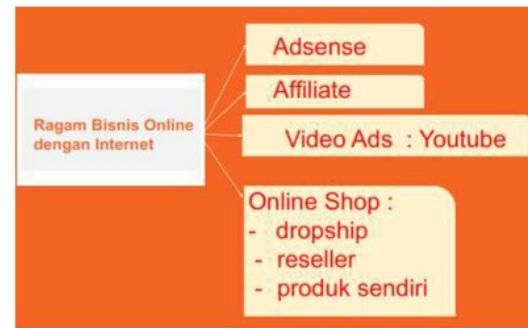 Ragam Bisnis Online
dengan Internet
Adsense
Affiliate
Video Ads : Youtube
Online Shop :
- dropship
- reseller
- produk sendiri